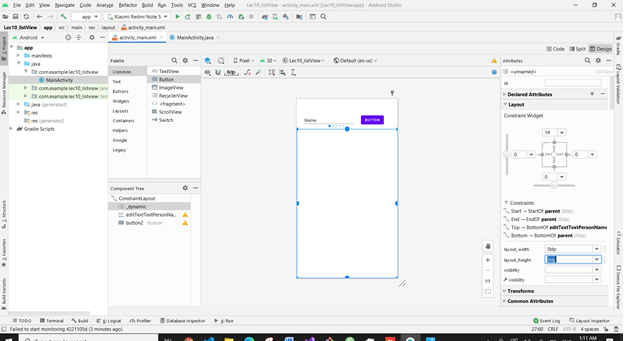 File Edit View Navigate Code Analyze Refactor Build Run Tools VCS Window Help
Lec10_listView - activity_main.xml [Lec10_listView.app] - Android Studio
app
Xiaomi Redmi Note 5
Lec10_listView app src main res layout activity_main.xml
Android
activity_main.xml
MainActivity.java
Code Split Design
app
manifests
java
com.example.lec10_listview
MainActivity
com.example.lec10_listview
com.example.lec10_listview
java (generated)
res
res (generated)
Gradle Scripts
Palette
Common
Text
Buttons
Widgets
Layouts
Containers
Helpers
Google
Legacy
TextView
Button
ImageView
RecyclerView
<fragment>
ScrollView
Switch
Component Tree
ConstraintLayout
_dynamic
editTextTextPersonNa...
button2 "Button"
Pixel
30
Lec10_listView
Default (en-us)
0dp
Name
BUTTON
1:1
Attributes
<unnamed>
id
Declared Attributes
Layout
Constraint Widget
14
0
0
0
Constraints
Start → StartOf parent (0dp)
End → EndOf parent (0dp)
Top → BottomOf editTextTextPersonName
Bottom → BottomOf parent (0dp)
layout_width 0dp
layout_height 0dp
visibility
visibility
Transforms
Common Attributes
1: Project
Resource Manager
Z: Structure
Favorites
Build Variants
Gradle
Layout Validation
Emulator
Device File Explorer
TODO
Terminal
Build
6: Logcat
Profiler
Database Inspector
4: Run
Event Log
Layout Inspector
Failed to start monitoring 4221105d (3 minutes ago)
27:60 CRLF UTF-8 4 spaces
1:11 AM